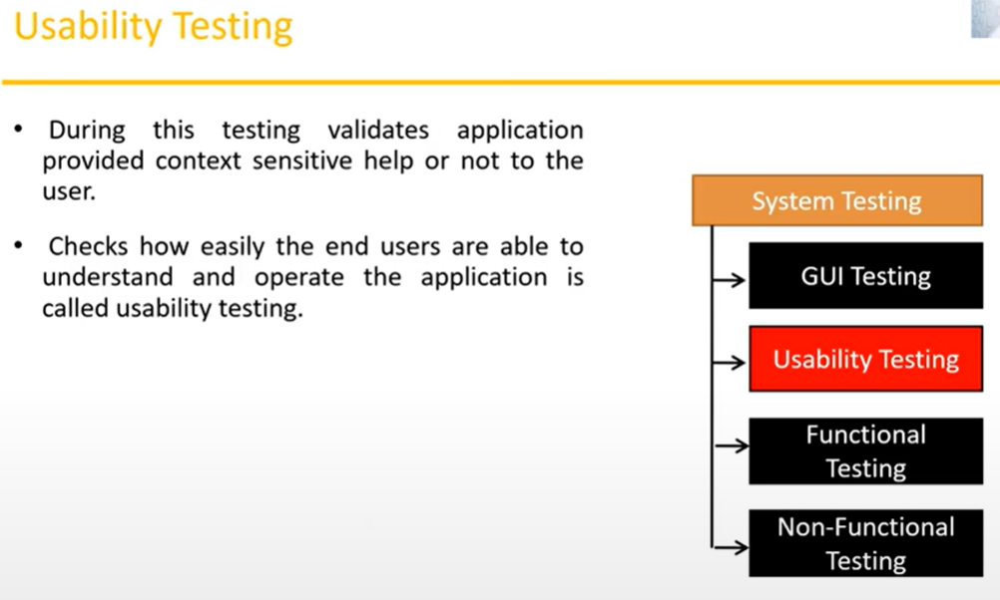 Usability Testing
• During this testing validates application
provided context sensitive help or not to the
user.
• Checks how easily the end users are able to
understand and operate the application is
called usability testing.
System Testing
GUI Testing
Usability Testing
Functional
Testing
Non-Functional
Testing